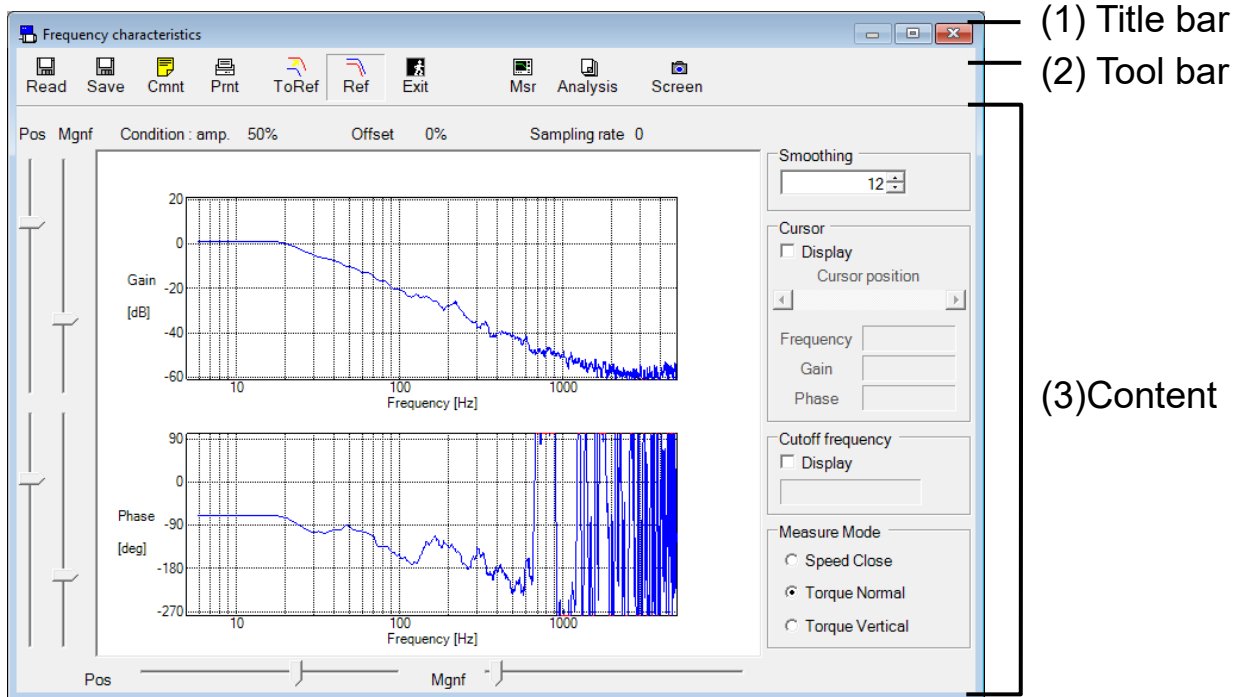 Frequency characteristics
(1) Title bar
Read Save Cmnt Prnt ToRef Ref Exit Msr Analysis Screen
(2) Tool bar
Pos Mgnf Condition : amp. 50% Offset 0% Sampling rate 0
Smoothing
12
20
0
-20
-40
-60
Gain
[dB]
10 100 1000
Frequency [Hz]
Cursor
Display
Cursor position
Frequency
Gain
Phase
(3)Content
90
0
-90
-180
-270
Phase
[deg]
10 100 1000
Frequency [Hz]
Cutoff frequency
Display
Measure Mode
Speed Close
Torque Normal
Torque Vertical
Pos Mgnf